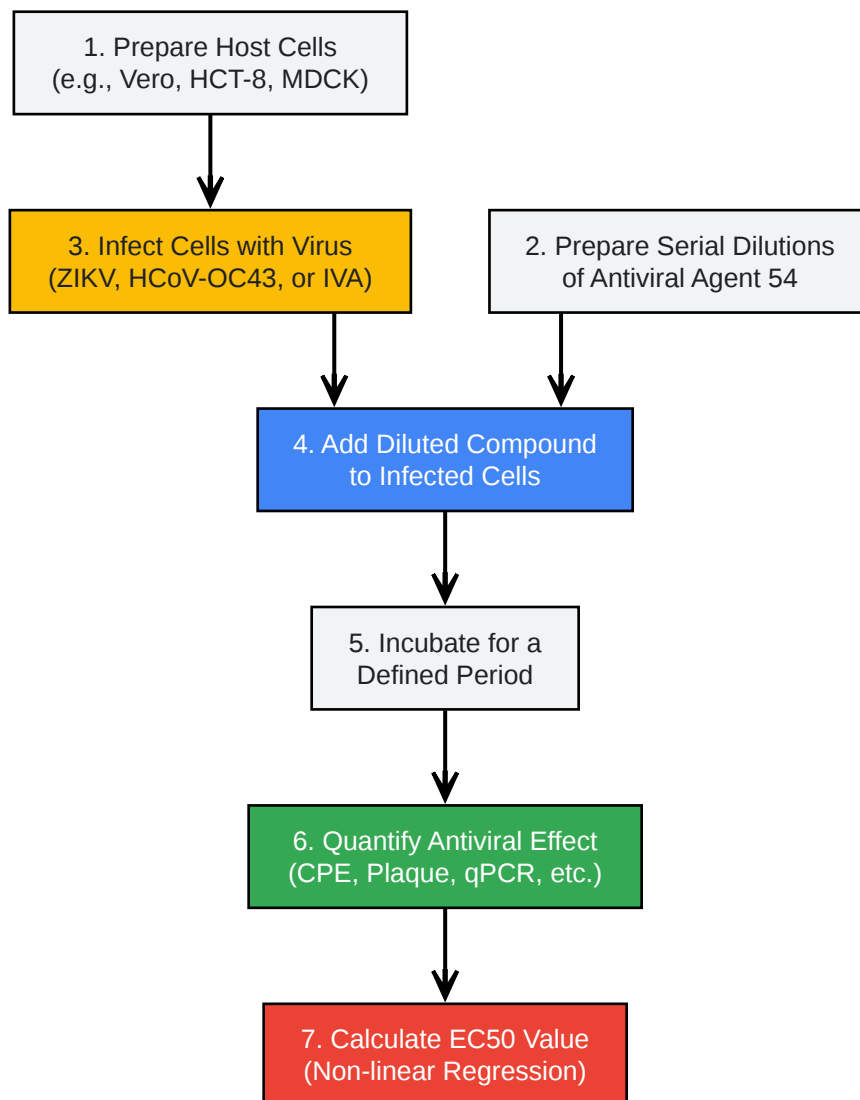 1. Prepare Host Cells
(e.g., Vero, HCT-8, MDCK)
3. Infect Cells with Virus
(ZIKV, HCoV-OC43, or IVA)
2. Prepare Serial Dilutions
of Antiviral Agent 54
4. Add Diluted Compound
to Infected Cells
5. Incubate for a
Defined Period
6. Quantify Antiviral Effect
(CPE, Plaque, qPCR, etc.)
7. Calculate EC50 Value
(Non-linear Regression)